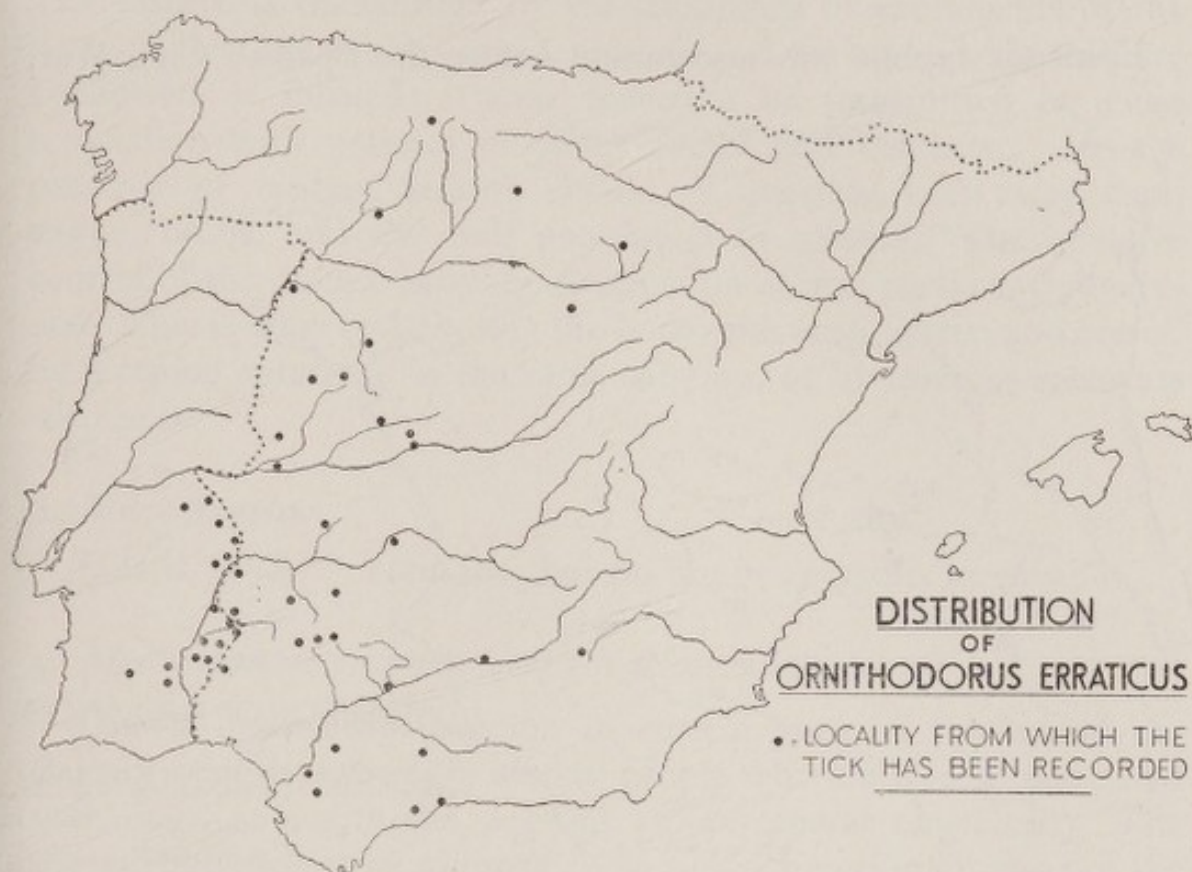 DISTRIBUTION
OF
ORNITHODORUS ERRATICUS
• LOCALITY FROM WHICH THE
TICK HAS BEEN RECORDED